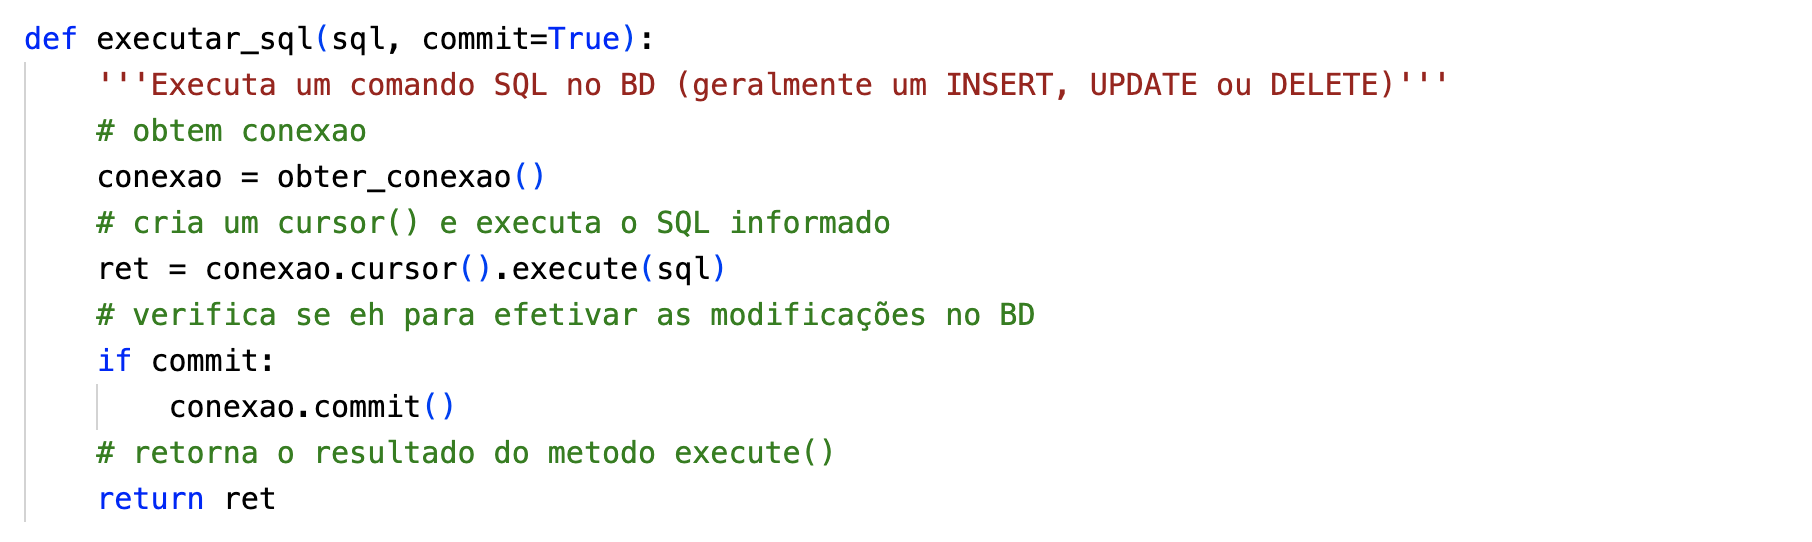 def executar_sql(sql, commit=True):
    '''Executa um comando SQL no BD (geralmente um INSERT, UPDATE ou DELETE)'''
    # obtem conexao
    conexao = obter_conexao()
    # cria um cursor() e executa o SQL informado
    ret = conexao.cursor().execute(sql)
    # verifica se eh para efetivar as modificações no BD
    if commit:
        conexao.commit()
    # retorna o resultado do metodo execute()
    return ret